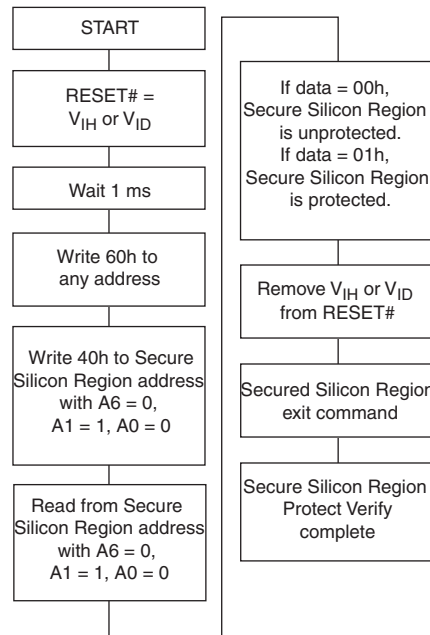 START
RESET# =
V_IH or V_ID
Wait 1 ms
Write 60h to
any address
Write 40h to Secure
Silicon Region address
with A6 = 0,
A1 = 1, A0 = 0
Read from Secure
Silicon Region address
with A6 = 0,
A1 = 1, A0 = 0
If data = 00h,
Secure Silicon Region
is unprotected.
If data = 01h,
Secure Silicon Region
is protected.
Remove V_IH or V_ID
from RESET#
Secured Silicon Region
exit command
Secure Silicon Region
Protect Verify
complete